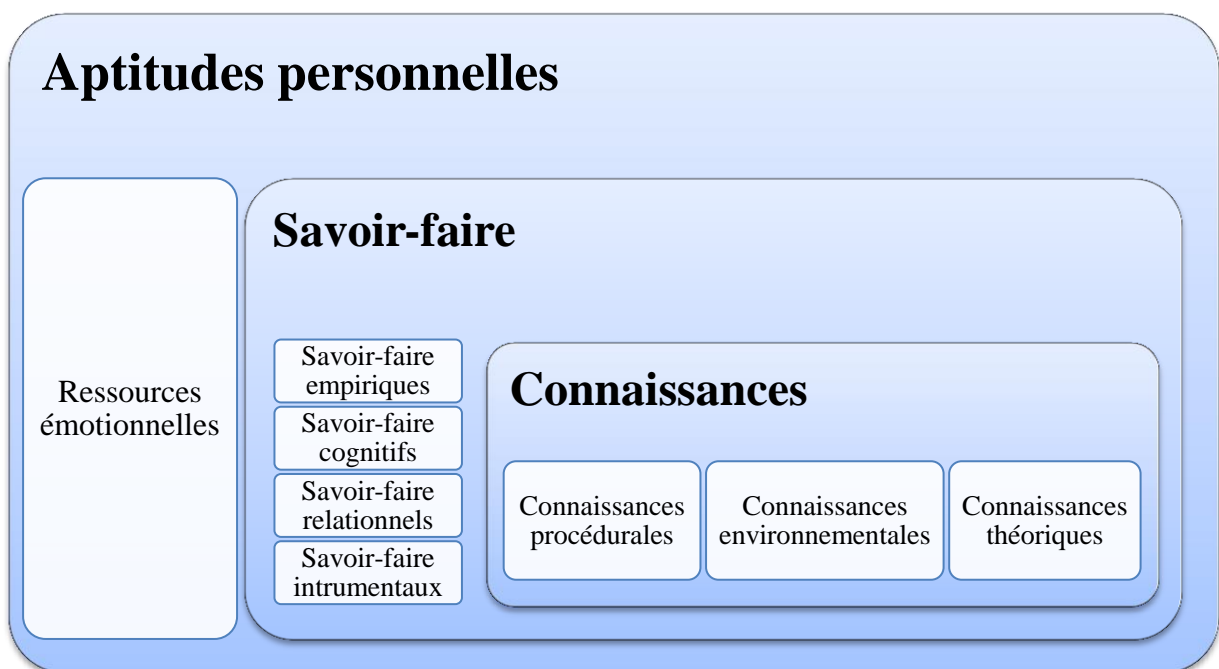 Aptitudes personnelles
Ressources
émotionnelles
Savoir-faire
Savoir-faire
empiriques
Savoir-faire
cognitifs
Savoir-faire
relationnels
Savoir-faire
intrumentaux
Connaissances
Connaissances
procédurales
Connaissances
environnementales
Connaissances
théoriques